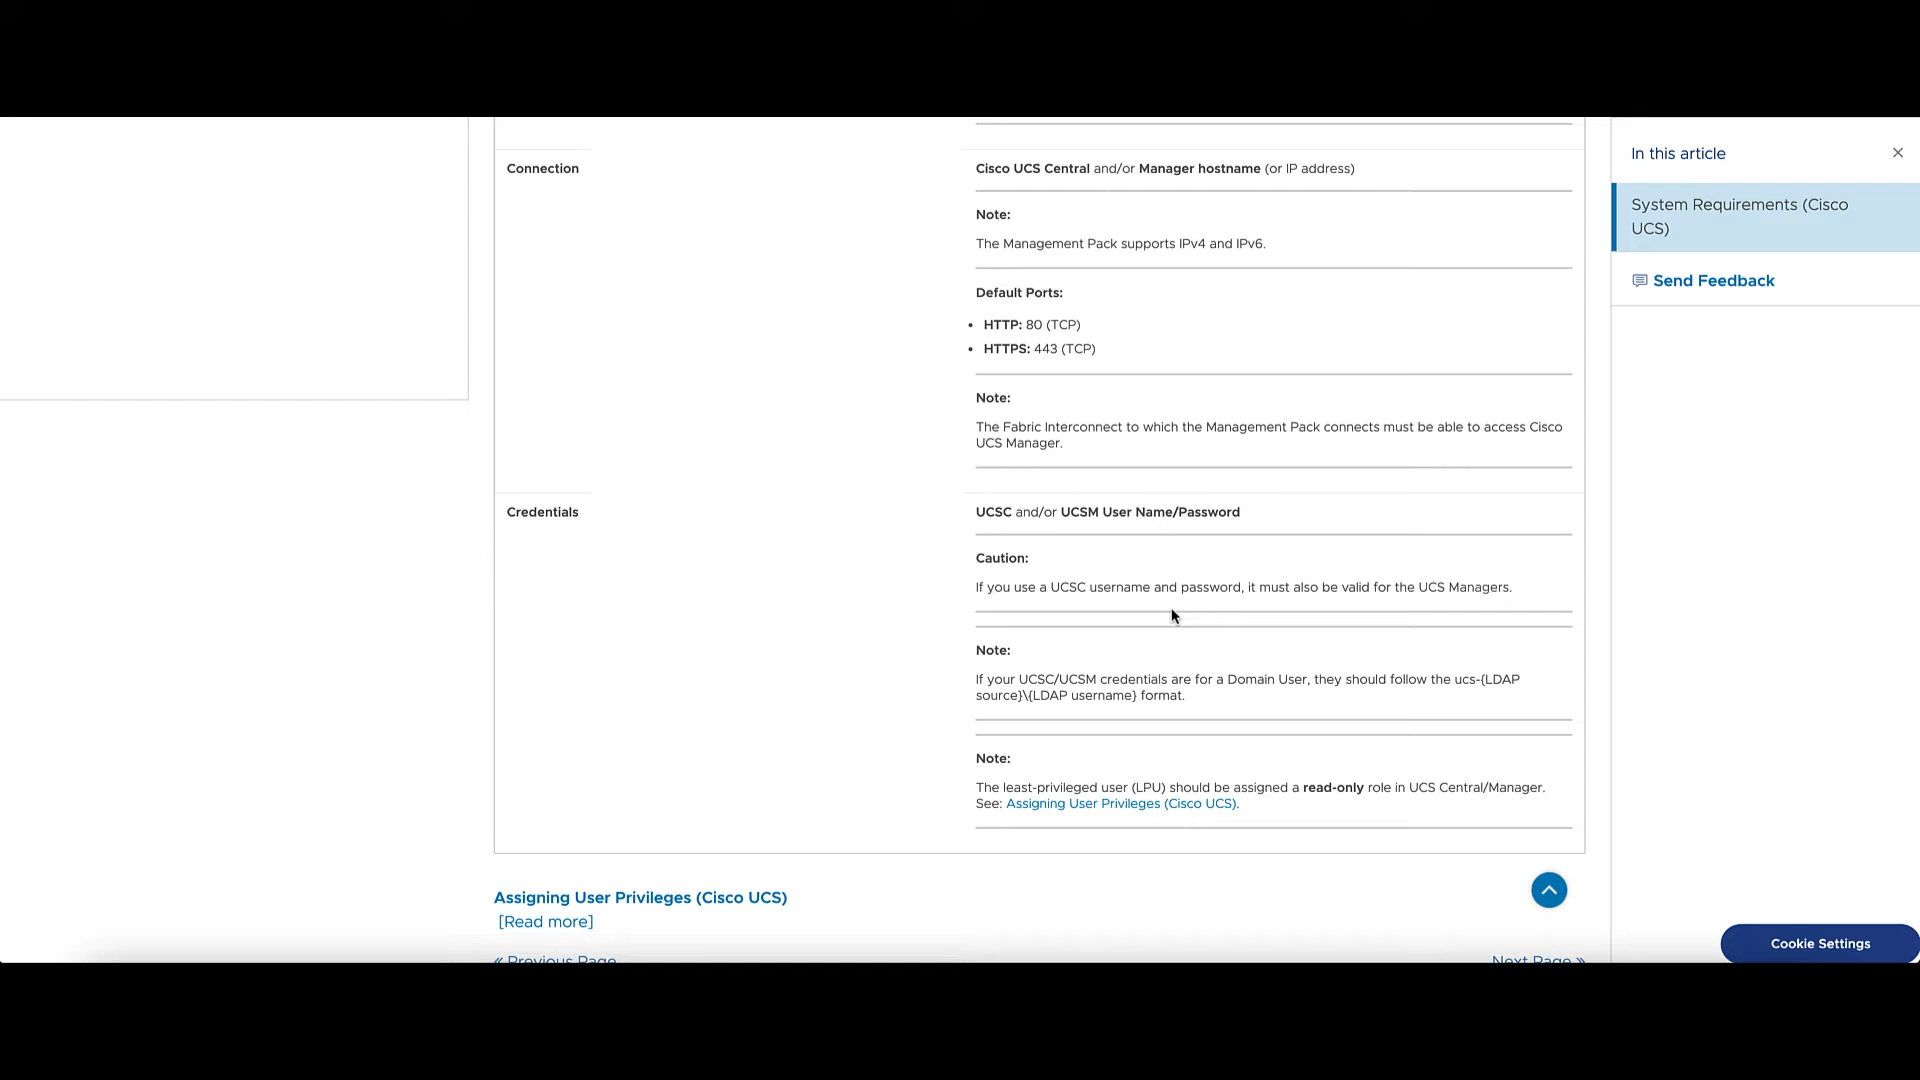 Connection
Cisco UCS Central and/or Manager hostname (or IP address)
Note:
The Management Pack supports IPv4 and IPv6.
Default Ports:
• HTTP: 80 (TCP)
• HTTPS: 443 (TCP)
Note:
The Fabric Interconnect to which the Management Pack connects must be able to access Cisco
UCS Manager.
Credentials
UCSC and/or UCSM User Name/Password
Caution:
If you use a UCSC username and password, it must also be valid for the UCS Managers.
Note:
If your UCSC/UCSM credentials are for a Domain User, they should follow the ucs-{LDAP
source}\{LDAP username} format.
Note:
The least-privileged user (LPU) should be assigned a read-only role in UCS Central/Manager.
See: Assigning User Privileges (Cisco UCS).
Assigning User Privileges (Cisco UCS)
[Read more]
« Previous Page
Next Page »
In this article
System Requirements (Cisco
UCS)
Send Feedback
Cookie Settings